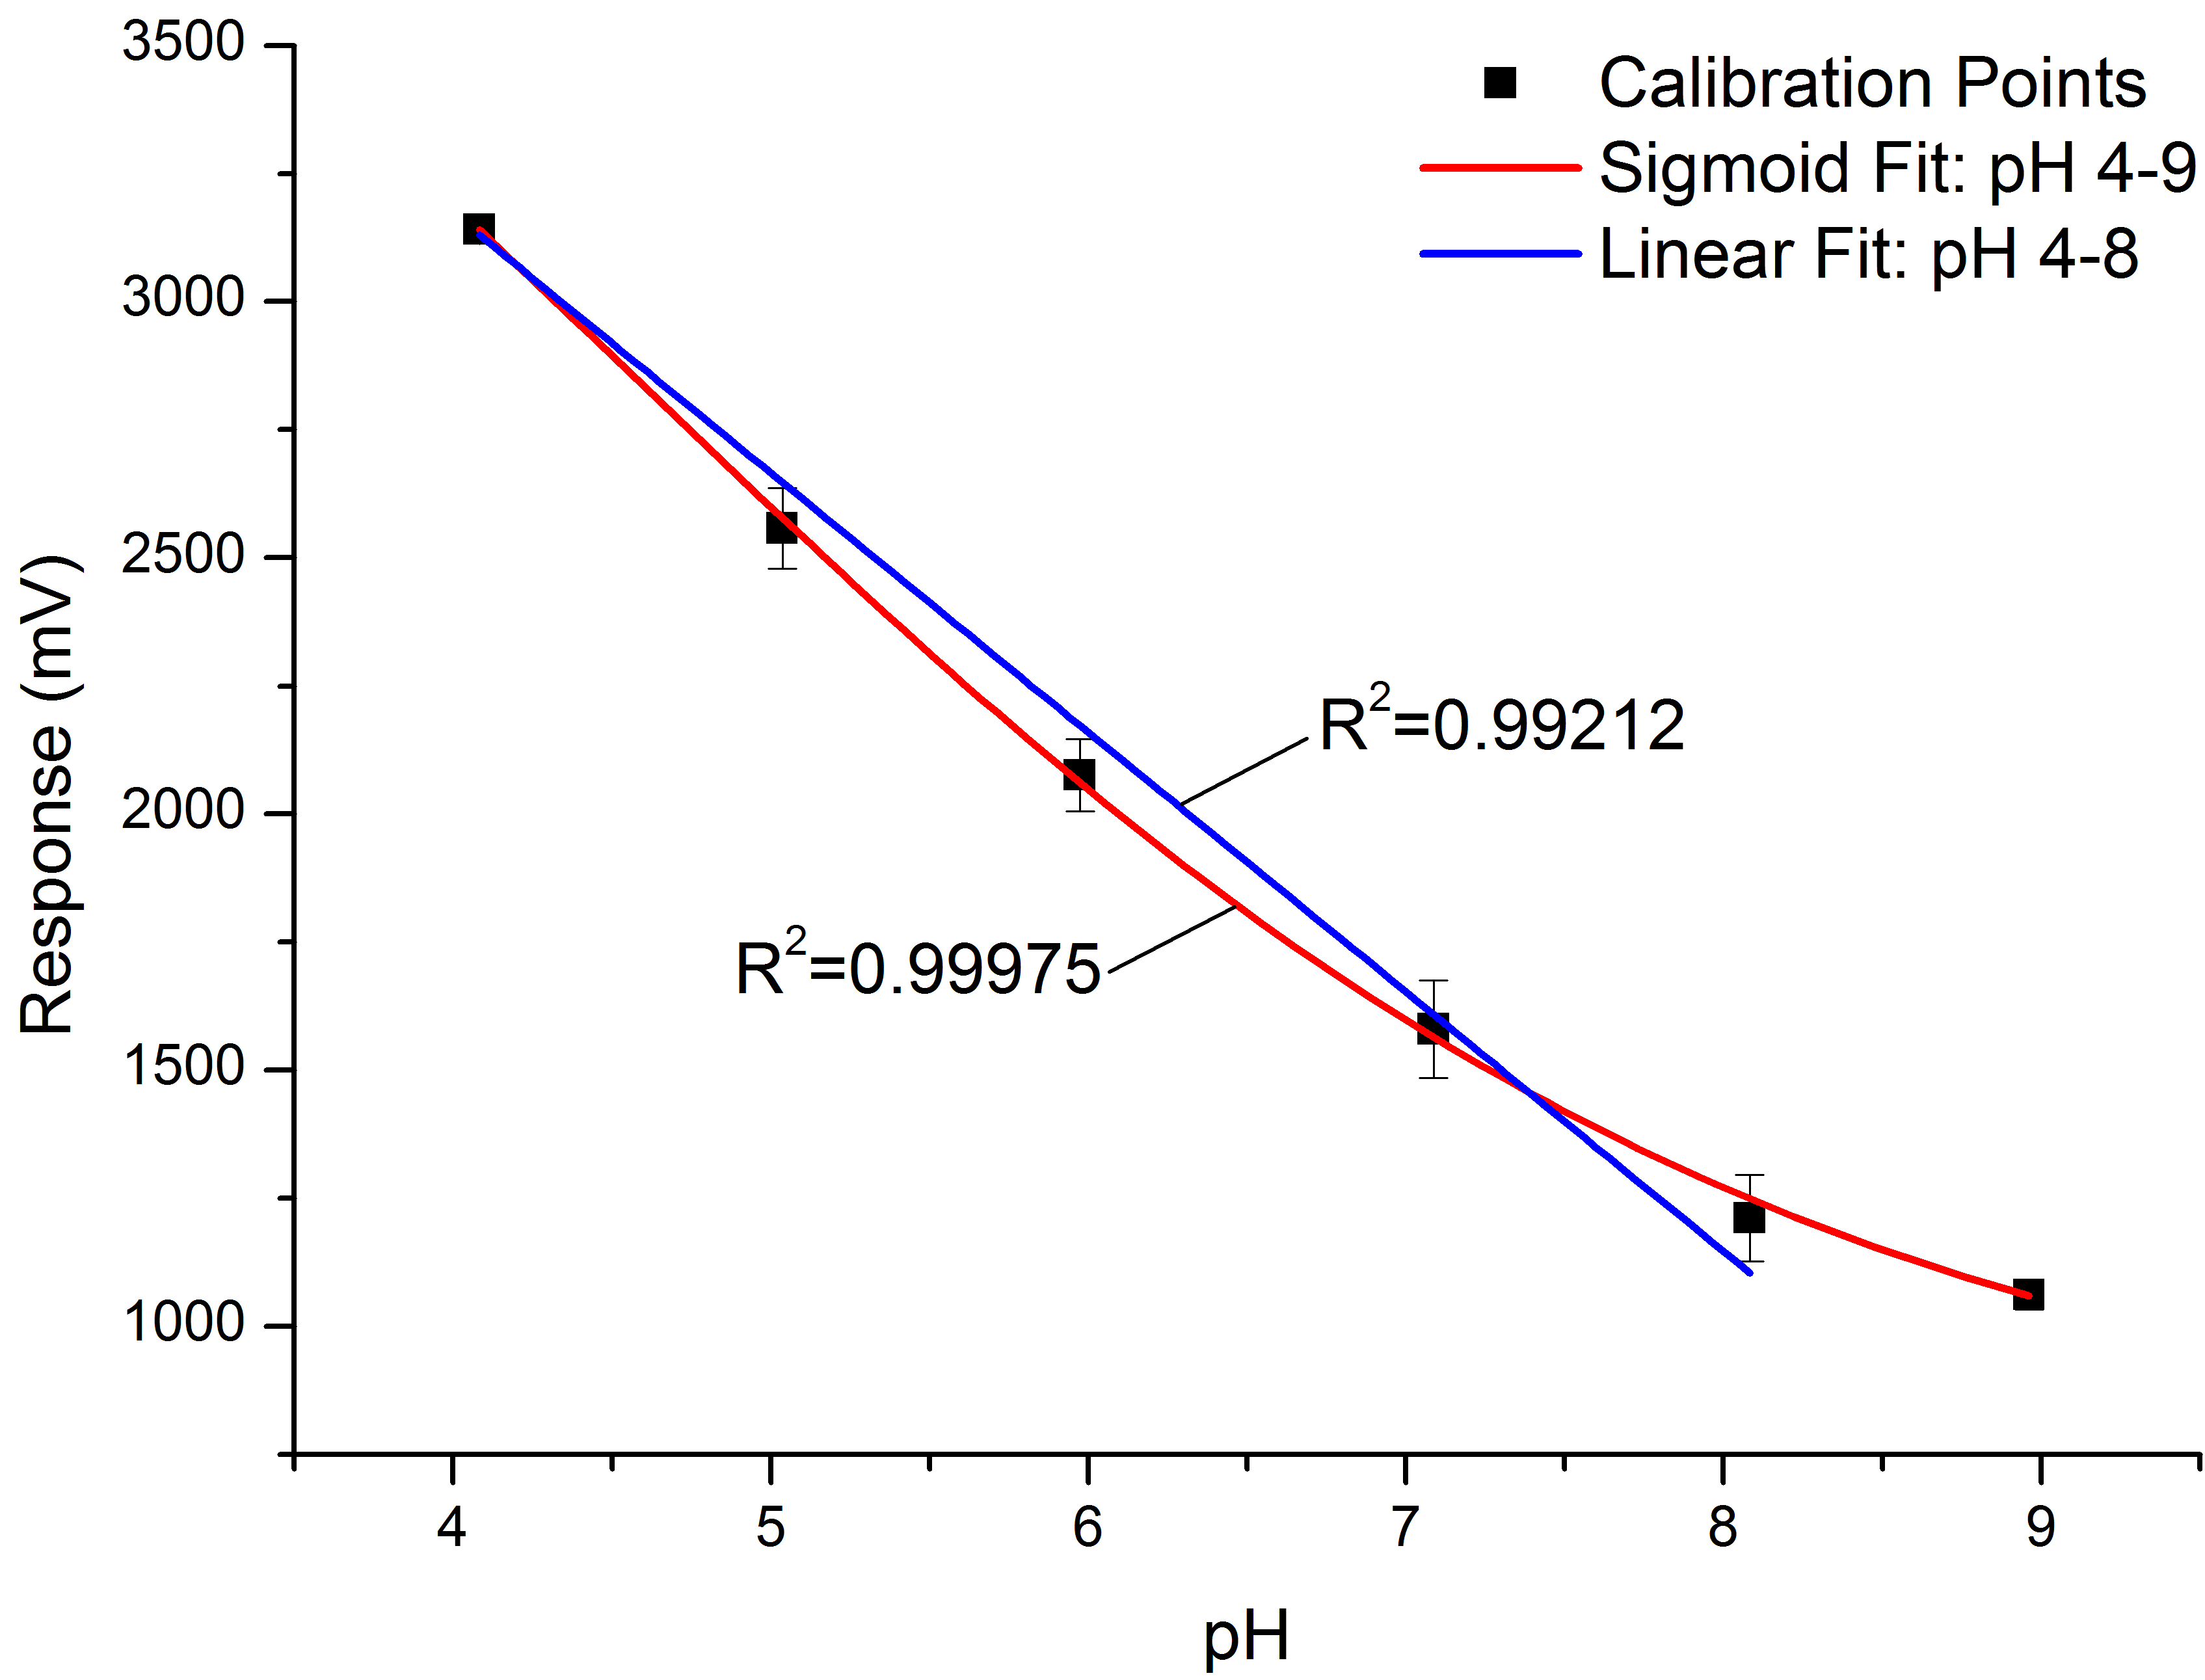 3500
3000
2500
2000
1500
1000
Response (mV)
Calibration Points
Sigmoid Fit: pH 4-9
Linear Fit: pH 4-8
R²=0.99212
R²=0.99975
4 5 6 7 8 9
pH